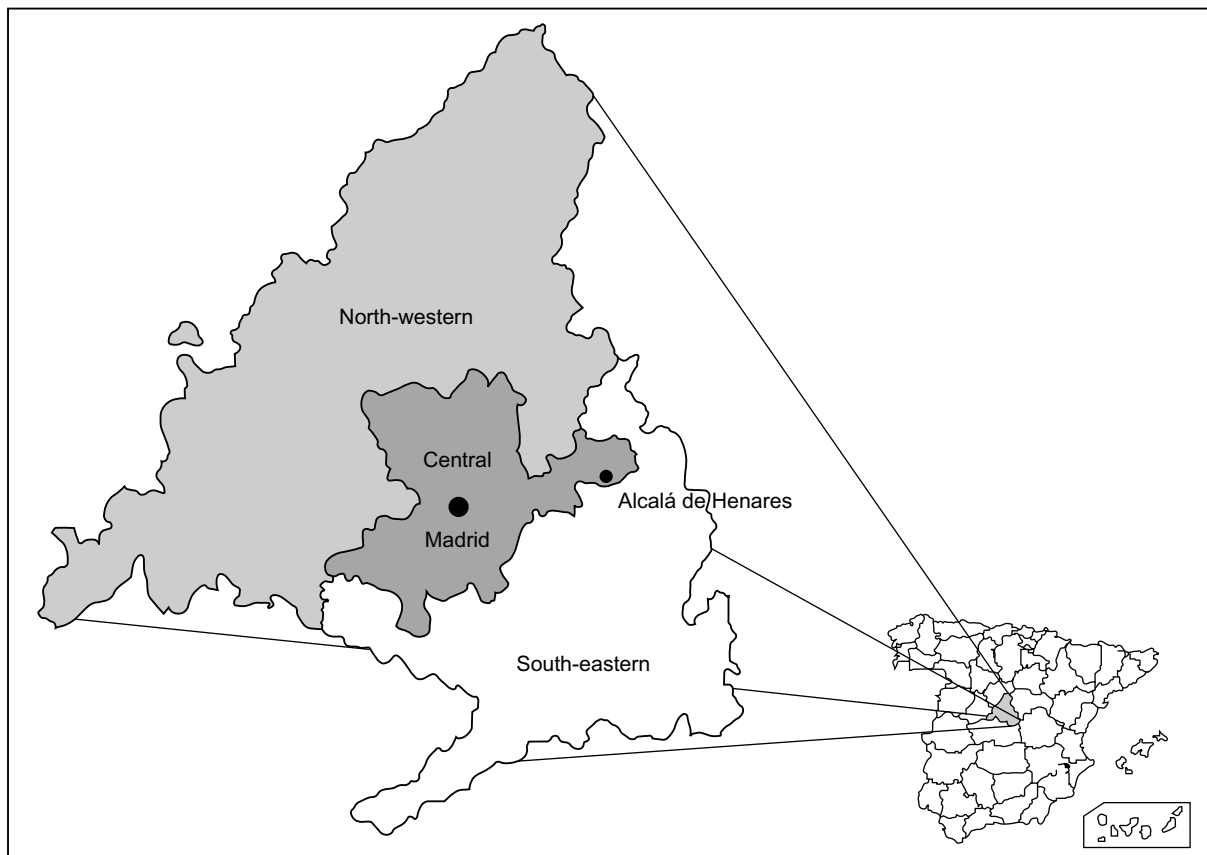 North-western
Central
Alcalá de Henares
Madrid
South-eastern